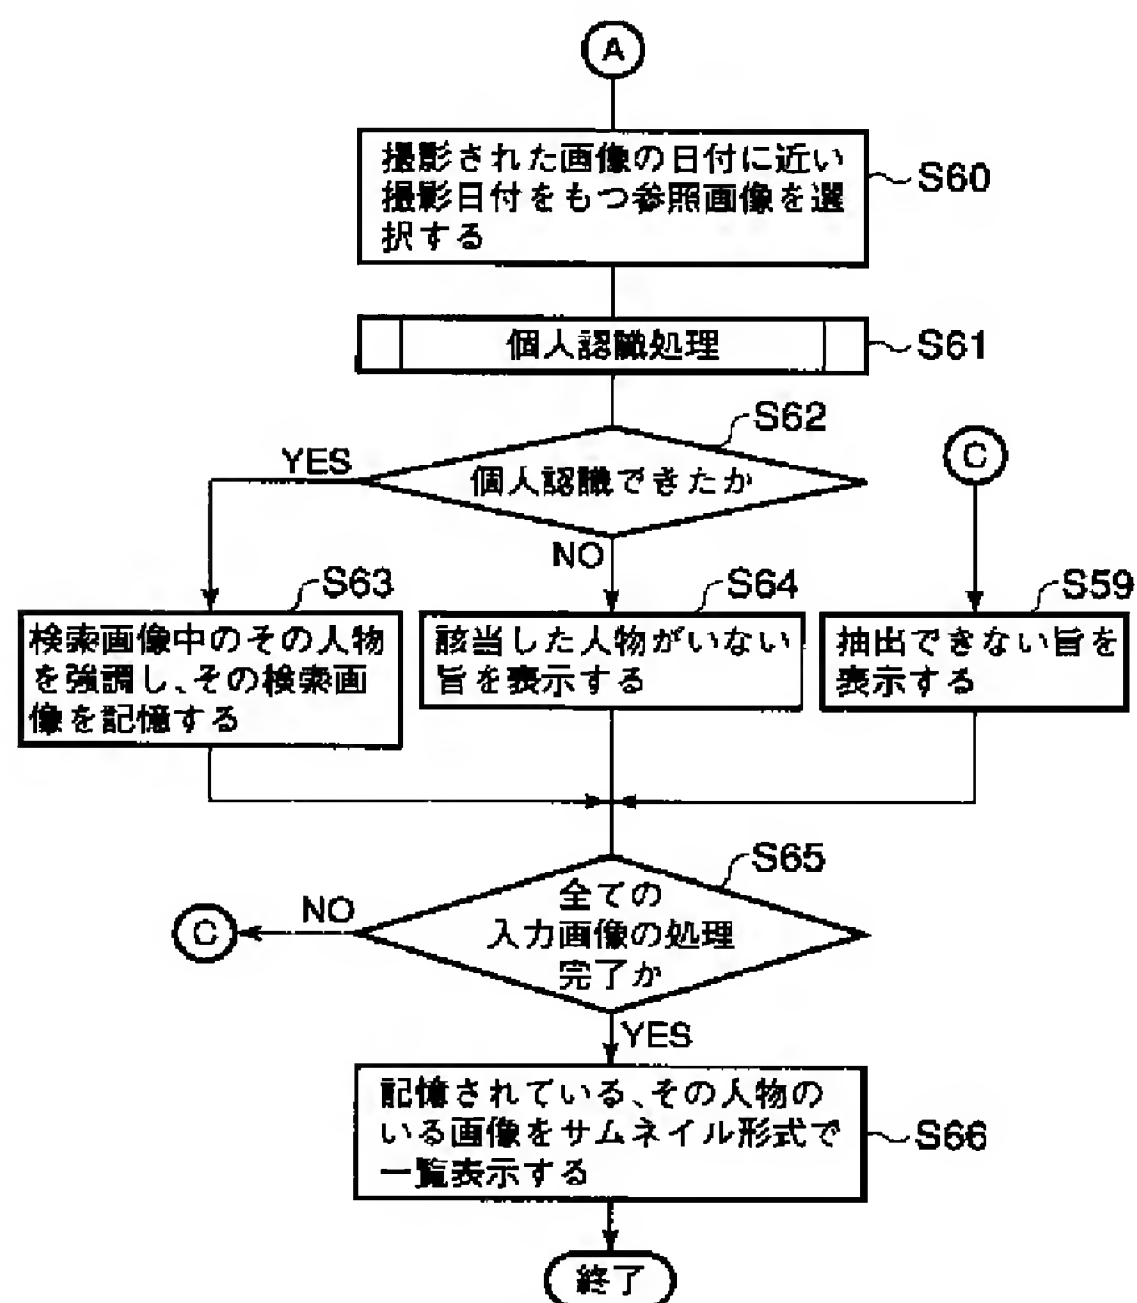 A
撮影された画像の日付に近い
撮影日付をもつ参照画像を選
択する
S60
個人認識処理
S61
S62
個人認識できたか
YES
NO
C
S63
検索画像中のその人物
を強調し、その検索画
像を記憶する
S64
該当した人物がいない
旨を表示する
S59
抽出できない旨を
表示する
S65
全ての
入力画像の処理
完了か
NO
C
YES
記憶されている、その人物の
いる画像をサムネイル形式で
一覧表示する
S66
終了